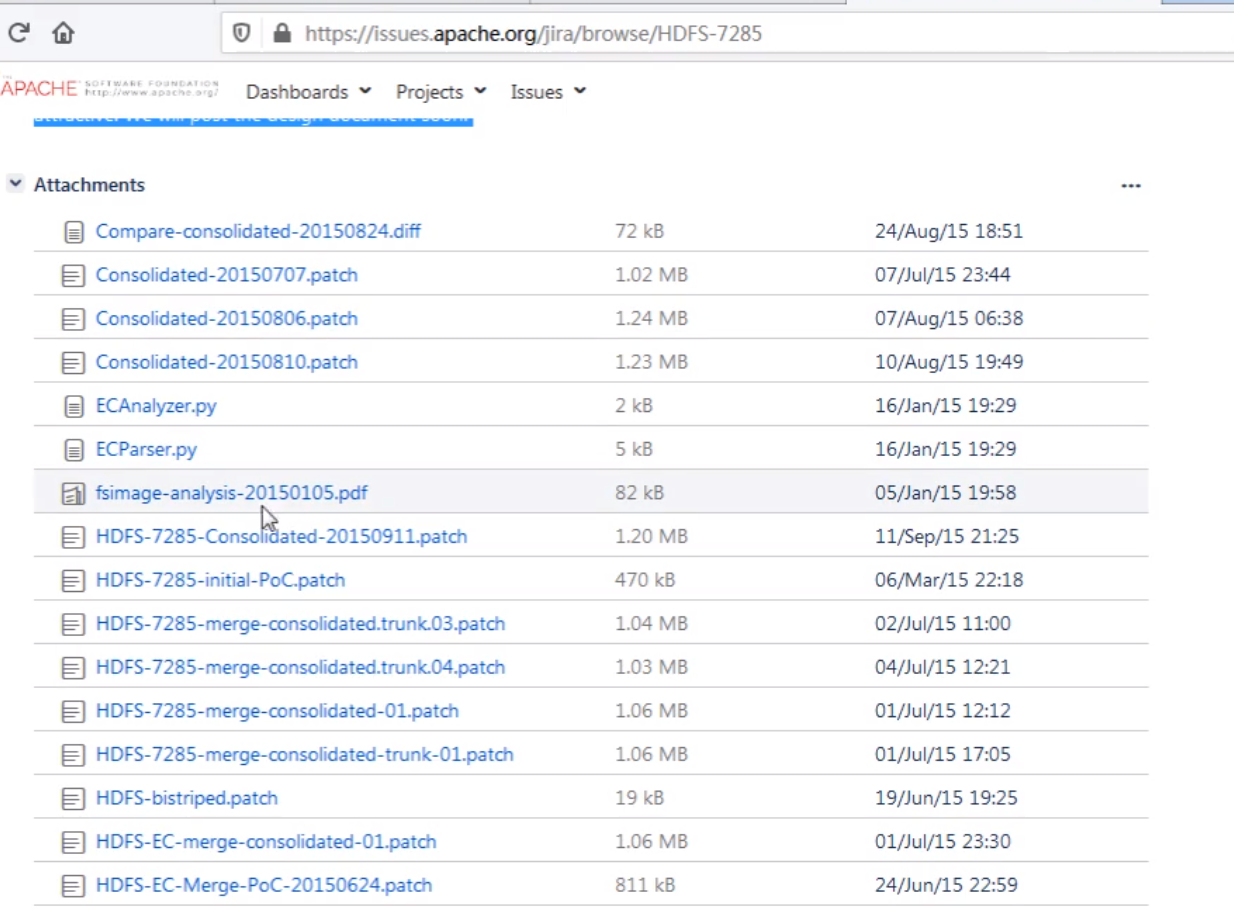 https://issues.apache.org/jira/browse/HDFS-7285
THE
APACHE SOFTWARE FOUNDATION
http://www.apache.org/
Dashboards Projects Issues
attractive. We will post the design document soon.
Attachments ...
Compare-consolidated-20150824.diff 72 kB 24/Aug/15 18:51
Consolidated-20150707.patch 1.02 MB 07/Jul/15 23:44
Consolidated-20150806.patch 1.24 MB 07/Aug/15 06:38
Consolidated-20150810.patch 1.23 MB 10/Aug/15 19:49
ECAnalyzer.py 2 kB 16/Jan/15 19:29
ECParser.py 5 kB 16/Jan/15 19:29
fsimage-analysis-20150105.pdf 82 kB 05/Jan/15 19:58
HDFS-7285-Consolidated-20150911.patch 1.20 MB 11/Sep/15 21:25
HDFS-7285-initial-PoC.patch 470 kB 06/Mar/15 22:18
HDFS-7285-merge-consolidated.trunk.03.patch 1.04 MB 02/Jul/15 11:00
HDFS-7285-merge-consolidated.trunk.04.patch 1.03 MB 04/Jul/15 12:21
HDFS-7285-merge-consolidated-01.patch 1.06 MB 01/Jul/15 12:12
HDFS-7285-merge-consolidated-trunk-01.patch 1.06 MB 01/Jul/15 17:05
HDFS-bistriped.patch 19 kB 19/Jun/15 19:25
HDFS-EC-merge-consolidated-01.patch 1.06 MB 01/Jul/15 23:30
HDFS-EC-Merge-PoC-20150624.patch 811 kB 24/Jun/15 22:59